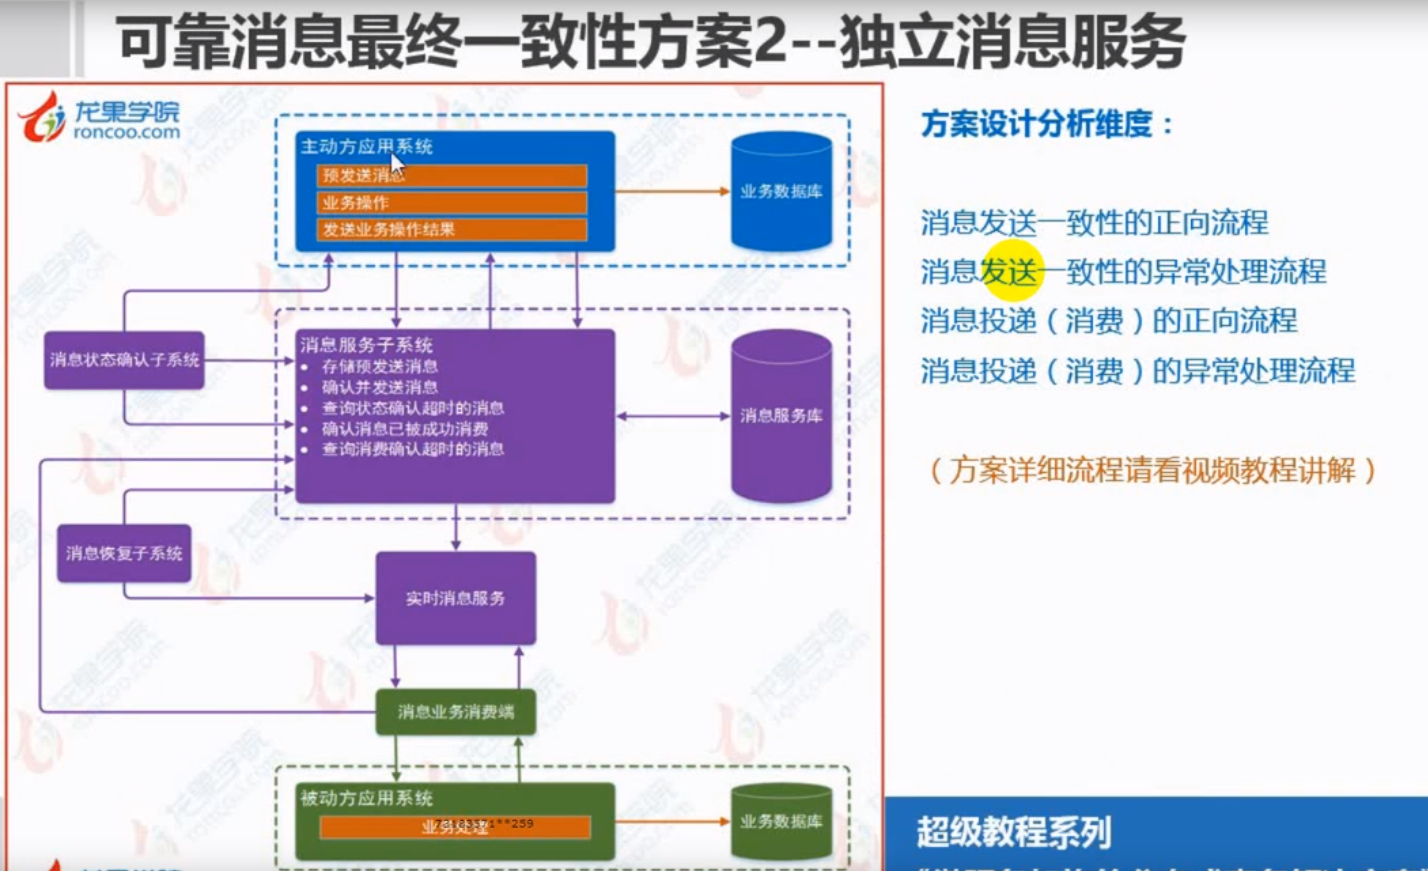 可靠消息最终一致性方案2--独立消息服务
龙果学院
roncoo.com
主动方应用系统
预发送消息
业务操作
发送业务操作结果
业务数据库
消息状态确认子系统
消息服务子系统
• 存储预发送消息
• 确认并发送消息
• 查询状态确认超时的消息
• 确认消息已被成功消费
• 查询消费确认超时的消息
消息服务库
消息恢复子系统
实时消息服务
消息业务消费端
被动方应用系统
业务处理
业务数据库
方案设计分析维度：
消息发送一致性的正向流程
消息发送一致性的异常处理流程
消息投递（消费）的正向流程
消息投递（消费）的异常处理流程
（方案详细流程请看视频教程讲解）
超级教程系列